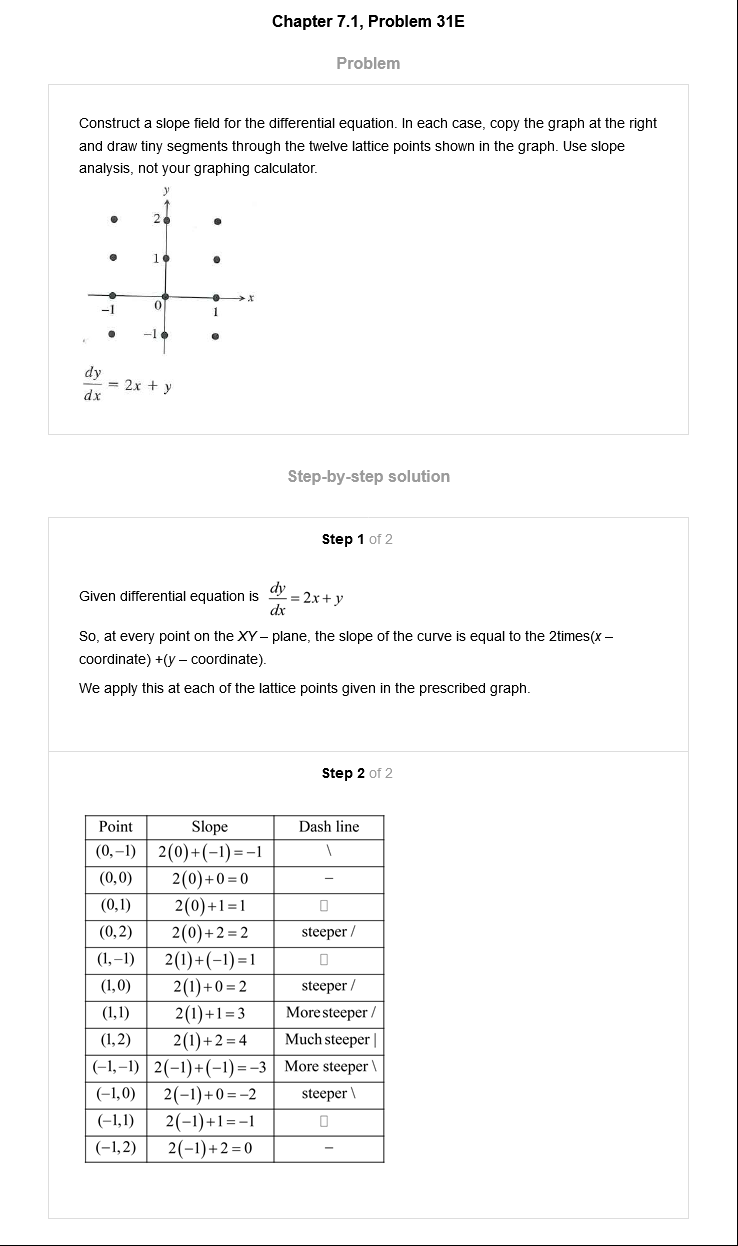 Chapter 7.1, Problem 31E
Problem
Construct a slope field for the differential equation. In each case, copy the graph at the right
and draw tiny segments through the twelve lattice points shown in the graph. Use slope
analysis, not your graphing calculator.
y
2
1
x
−1 0 1
−1
dy/dx = 2x + y
Step-by-step solution
Step 1 of 2
Given differential equation is dy/dx = 2x + y
So, at every point on the XY – plane, the slope of the curve is equal to the 2times(x –
coordinate) +(y – coordinate).
We apply this at each of the lattice points given in the prescribed graph.
Step 2 of 2
Point Slope Dash line
(0,−1) 2(0)+(−1)=−1 \
(0,0) 2(0)+0=0 −
(0,1) 2(0)+1=1 □
(0,2) 2(0)+2=2 steeper /
(1,−1) 2(1)+(−1)=1 □
(1,0) 2(1)+0=2 steeper /
(1,1) 2(1)+1=3 More steeper /
(1,2) 2(1)+2=4 Much steeper |
(−1,−1) 2(−1)+(−1)=−3 More steeper \
(−1,0) 2(−1)+0=−2 steeper \
(−1,1) 2(−1)+1=−1 □
(−1,2) 2(−1)+2=0 −